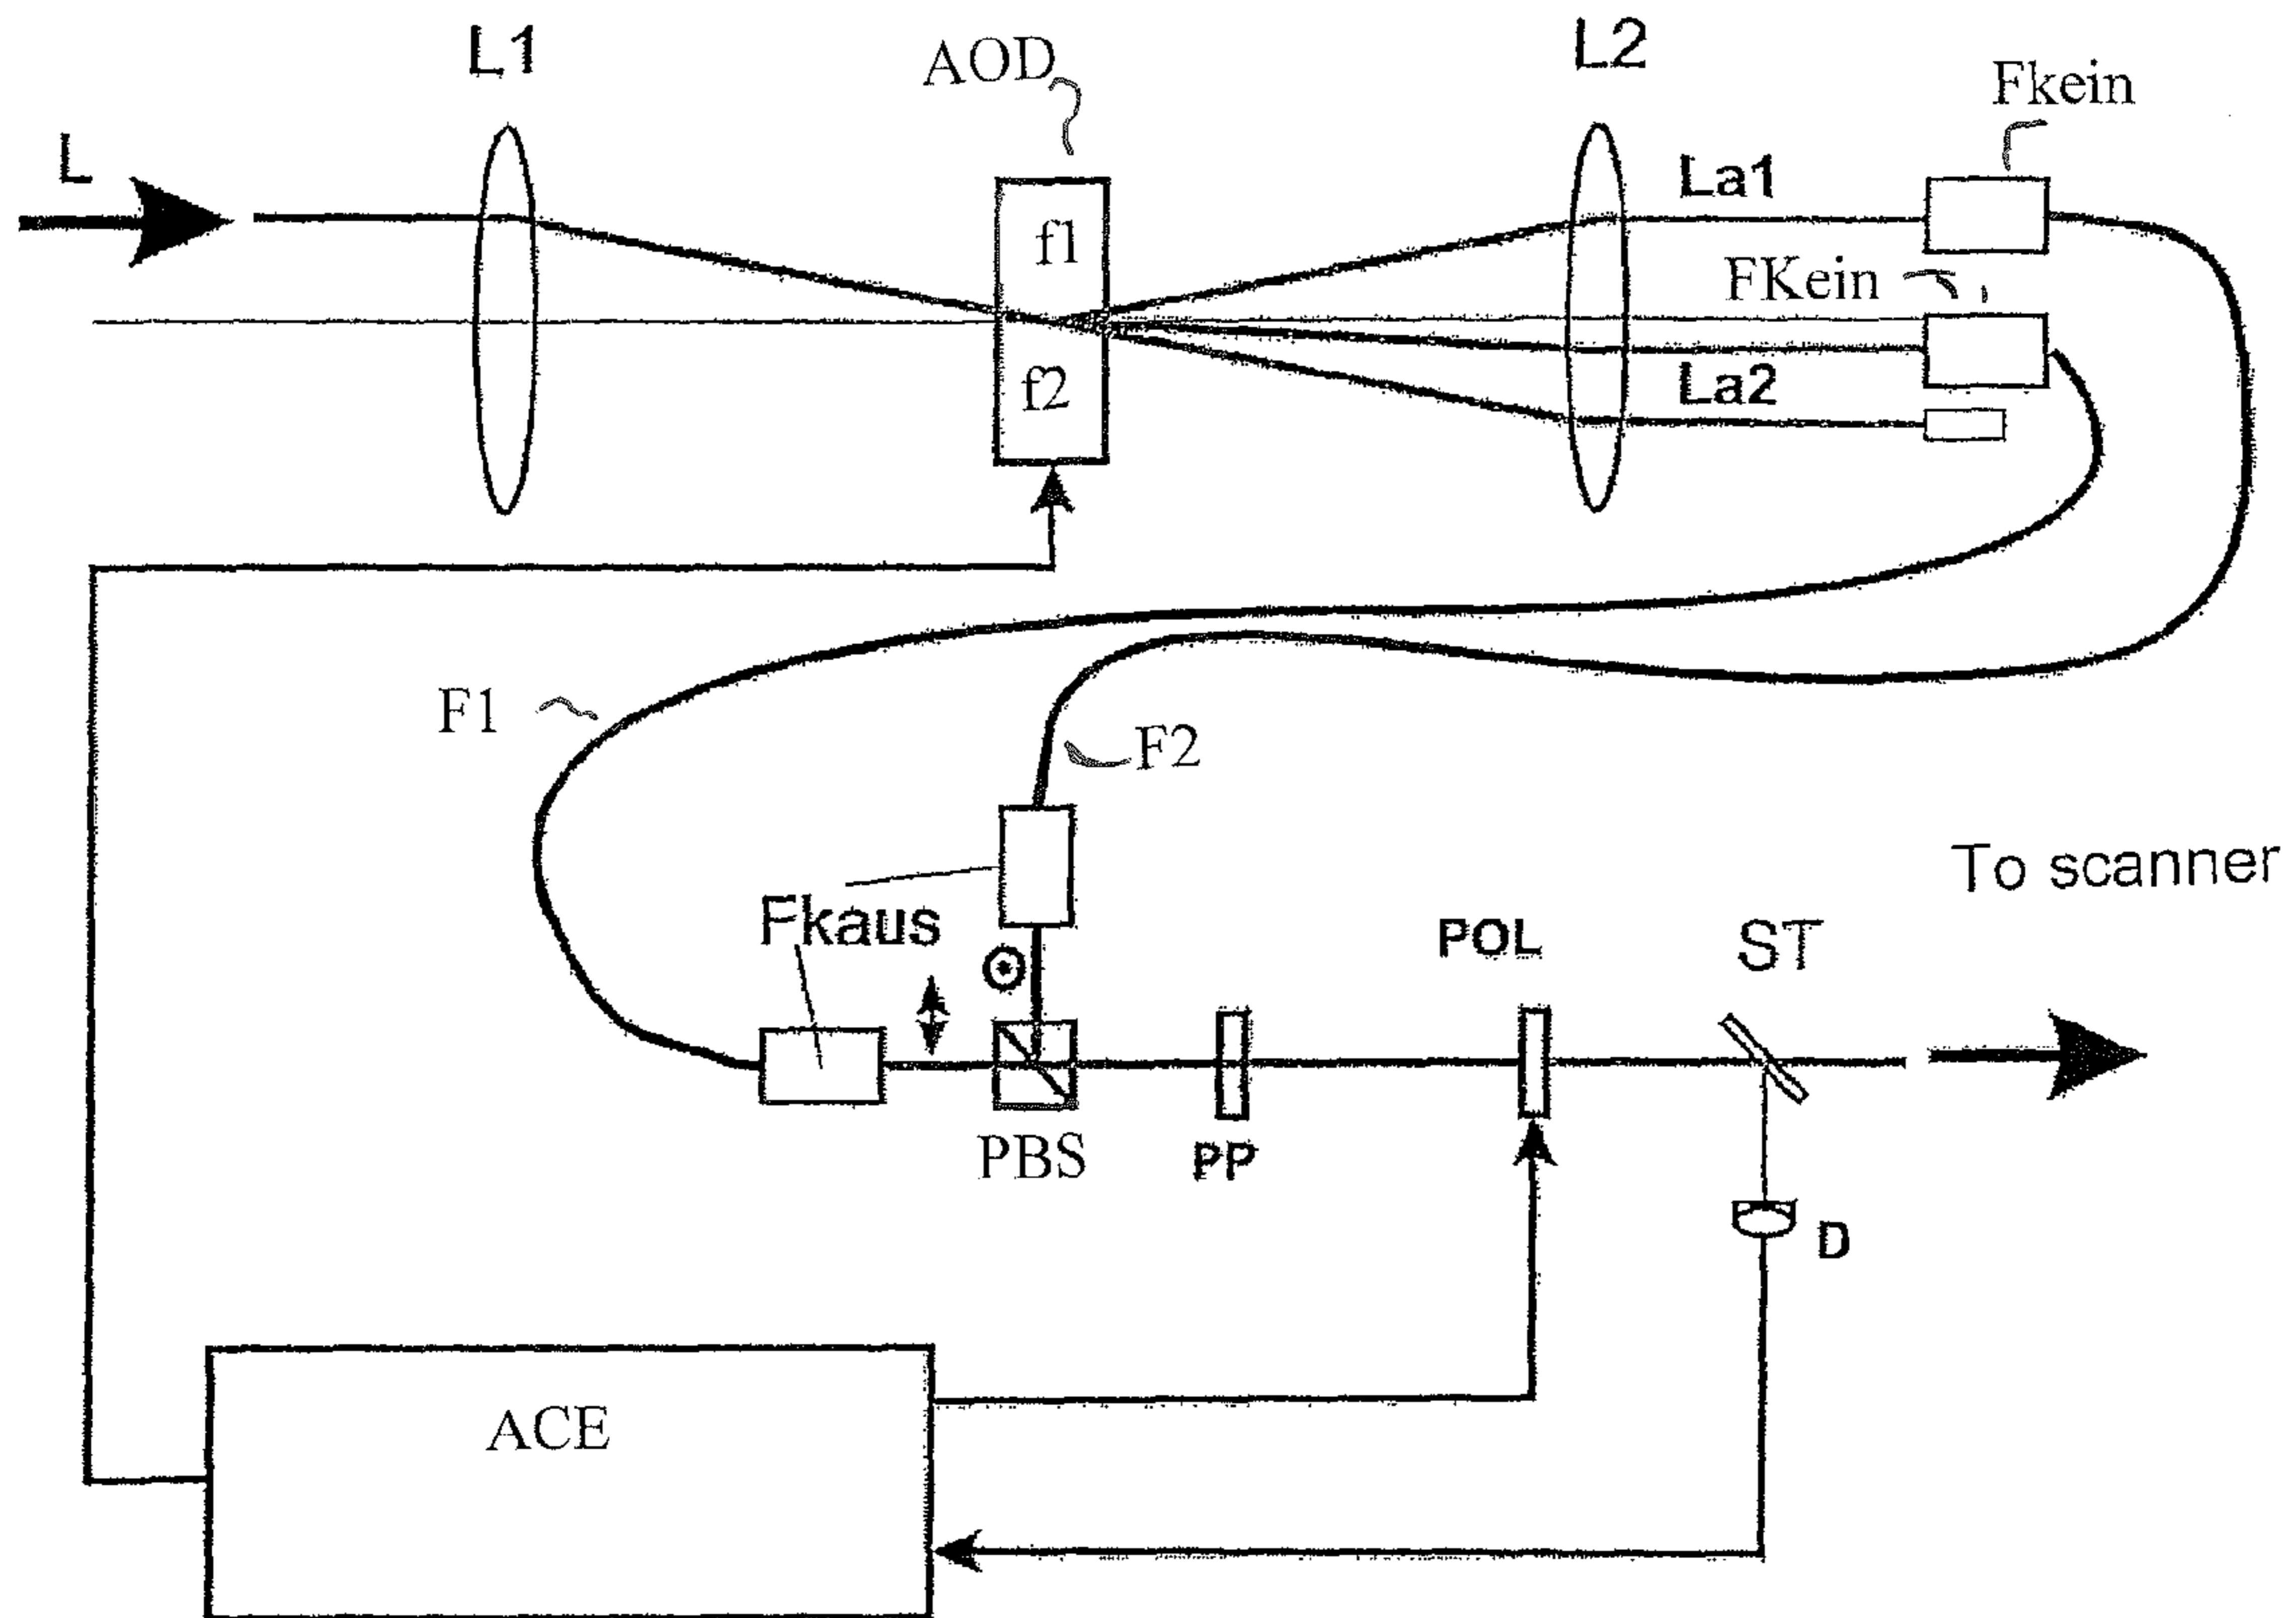 L1
AOD
L2
Fkein
L
La1
f1
FKein
f2
La2
F1
F2
To scanner
Fkaus
POL
ST
PBS
PP
D
ACE